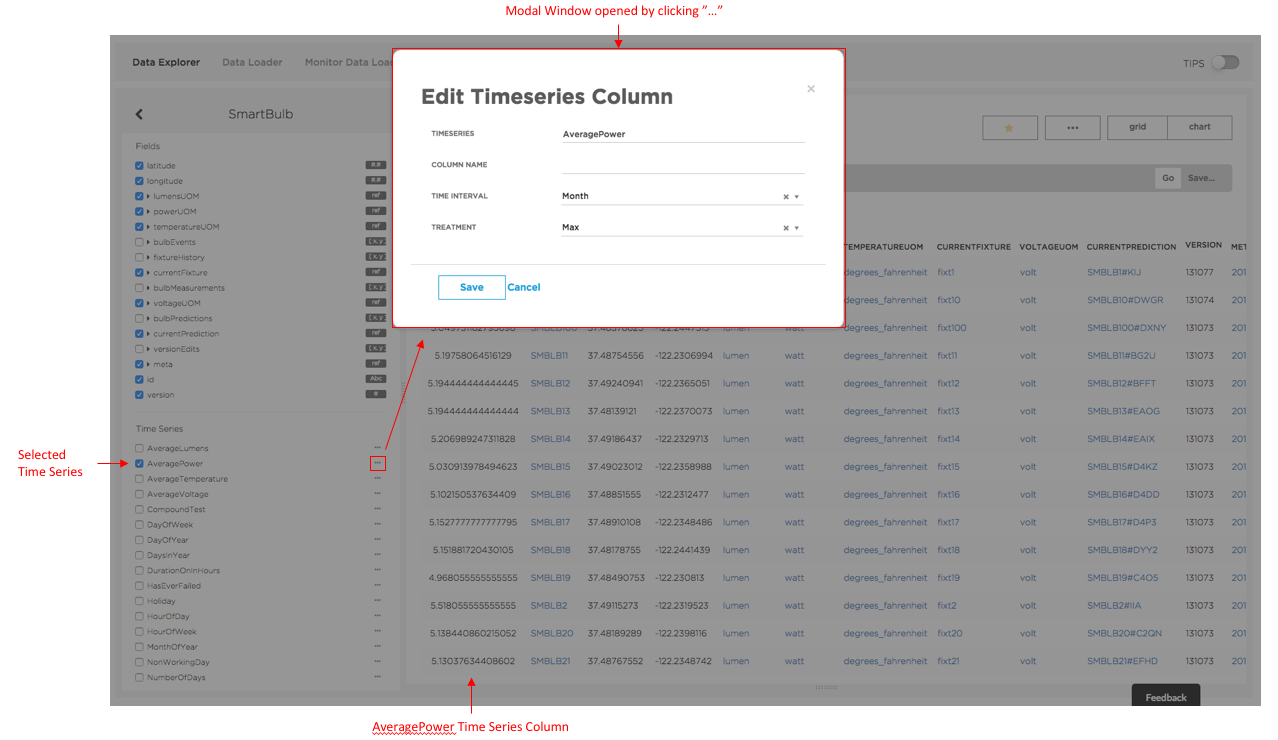 Modal Window opened by clicking "..."
Data Explorer Data Loader Monitor Data Loa
TIPS
SmartBulb
Edit Timeseries Column ×
TIMESERIES AveragePower
COLUMN NAME
TIME INTERVAL Month × ▾
TREATMENT Max × ▾
Save Cancel
★ ... grid chart
Go Save...
Fields
latitude #.#
longitude #.#
lumensUOM ref
powerUOM ref
temperatureUOM ref
bulbEvents [x,y]
fixtureHistory [x,y]
currentFixture ref
bulbMeasurements [x,y]
voltageUOM ref
bulbPredictions [x,y]
currentPrediction ref
versionEdits [x,y]
meta ref
id Abc
version #
Time Series
AverageLumens ...
AveragePower ...
AverageTemperature ...
AverageVoltage ...
CompoundTest ...
DayOfWeek ...
DayOfYear ...
DaysInYear ...
DurationOnInHours ...
HasEverFailed ...
Holiday ...
HourOfDay ...
HourOfWeek ...
MonthOfYear ...
NonWorkingDay ...
NumberOfDays ...
Selected
Time Series
TEMPERATUREUOM CURRENTFIXTURE VOLTAGEUOM CURRENTPREDICTION VERSION MET
degrees_fahrenheit fixt1 volt SMBLB1#KIJ 131077 201
degrees_fahrenheit fixt10 volt SMBLB10#DWGR 131074 201
lumen watt degrees_fahrenheit fixt100 volt SMBLB100#DXNY 131073 201
5.19758064516129 SMBLB11 37.48754556 -122.2306994 lumen watt degrees_fahrenheit fixt11 volt SMBLB11#BG2U 131073 201
5.194444444444445 SMBLB12 37.49240941 -122.2365051 lumen watt degrees_fahrenheit fixt12 volt SMBLB12#BFFT 131073 201
5.194444444444444 SMBLB13 37.48139121 -122.2370073 lumen watt degrees_fahrenheit fixt13 volt SMBLB13#EAOG 131073 201
5.206989247311828 SMBLB14 37.49186437 -122.2329713 lumen watt degrees_fahrenheit fixt14 volt SMBLB14#EAIX 131073 201
5.030913978494623 SMBLB15 37.49023012 -122.2358988 lumen watt degrees_fahrenheit fixt15 volt SMBLB15#D4KZ 131073 201
5.102150537634409 SMBLB16 37.48851555 -122.2312477 lumen watt degrees_fahrenheit fixt16 volt SMBLB16#D4DD 131073 201
5.1527777777777795 SMBLB17 37.48910108 -122.2348486 lumen watt degrees_fahrenheit fixt17 volt SMBLB17#D4P3 131073 201
5.151881720430105 SMBLB18 37.48178755 -122.2441439 lumen watt degrees_fahrenheit fixt18 volt SMBLB18#DYY2 131073 201
4.968055555555555 SMBLB19 37.48490753 -122.230813 lumen watt degrees_fahrenheit fixt19 volt SMBLB19#C4O5 131073 201
5.518055555555555 SMBLB2 37.49115273 -122.2319523 lumen watt degrees_fahrenheit fixt2 volt SMBLB2#IIA 131073 201
5.138440860215052 SMBLB20 37.48189289 -122.2398116 lumen watt degrees_fahrenheit fixt20 volt SMBLB20#C2QN 131073 201
5.13037634408602 SMBLB21 37.48767552 -122.2348742 lumen watt degrees_fahrenheit fixt21 volt SMBLB21#EFHD 131073 201
Feedback
AveragePower Time Series Column